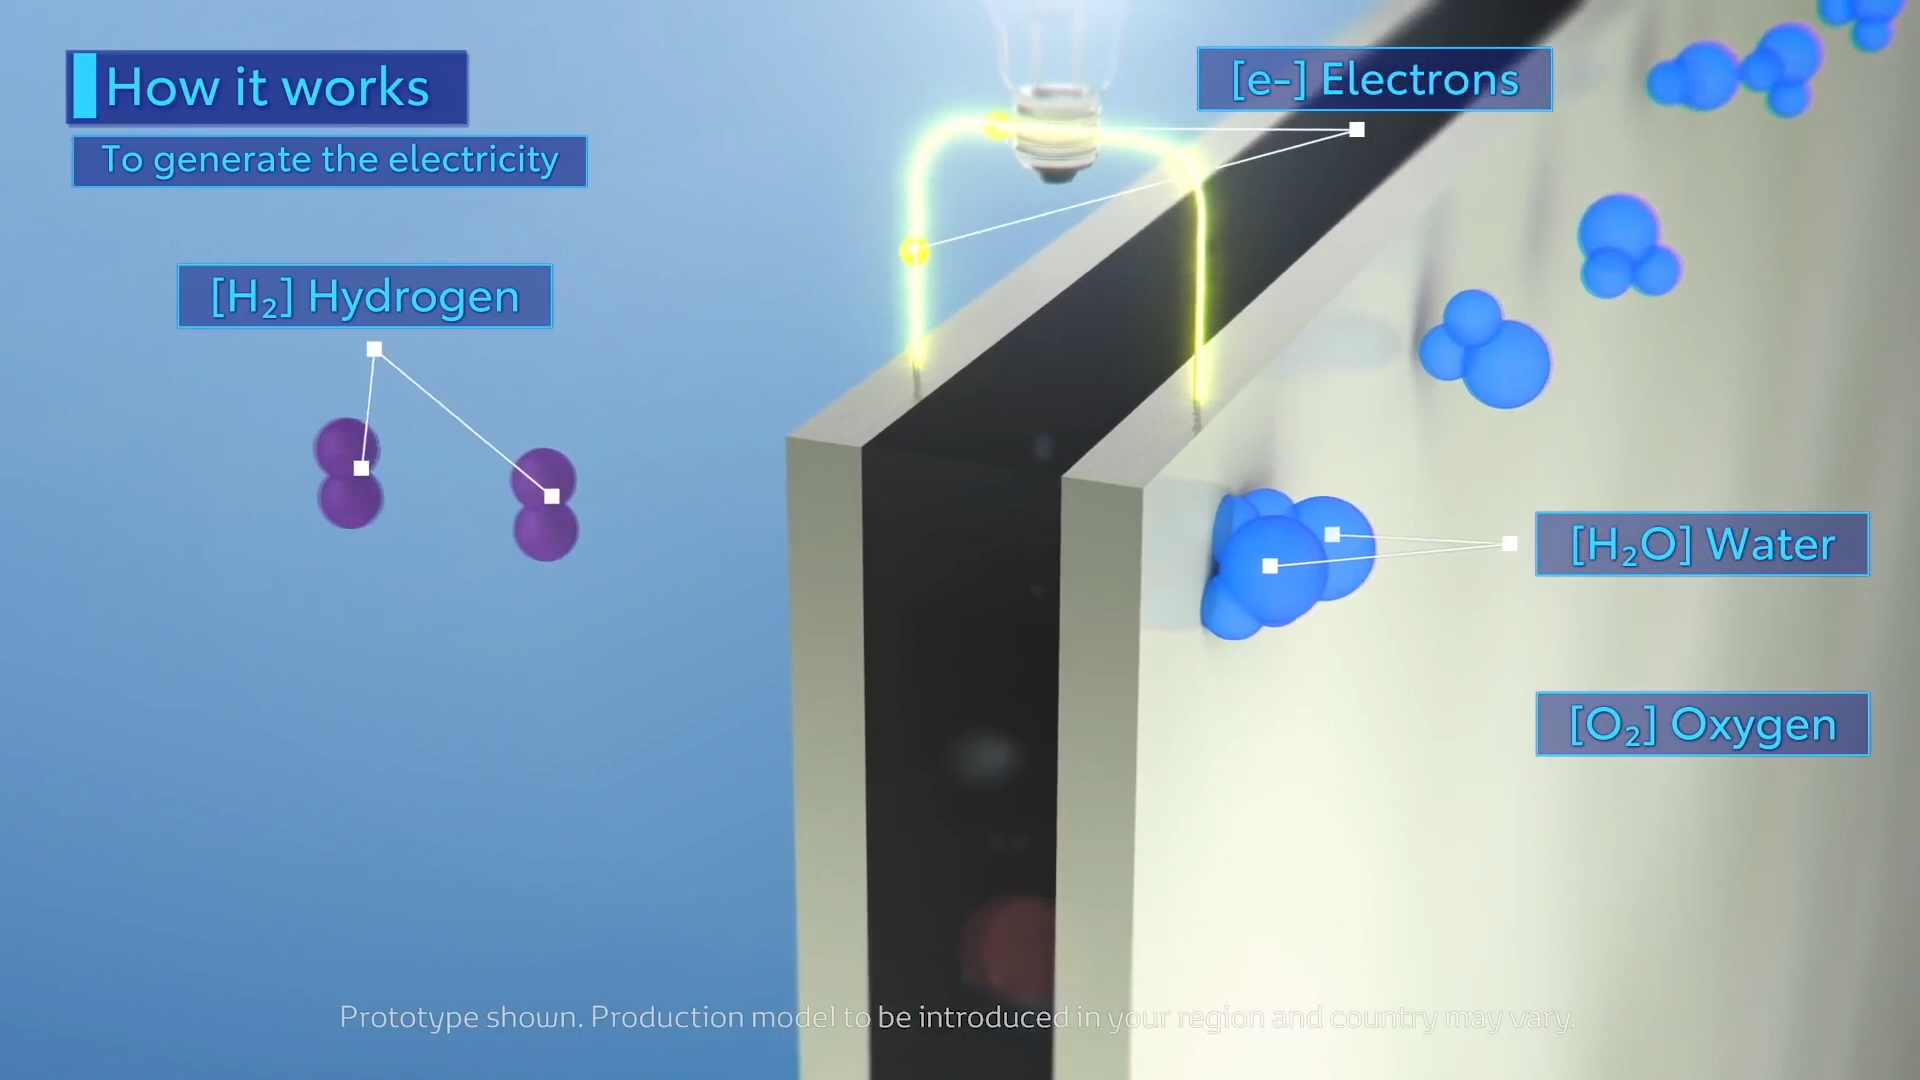 How it works
To generate the electricity
[e-] Electrons
[H₂] Hydrogen
[H₂O] Water
[O₂] Oxygen
Prototype shown. Production model to be introduced in your region and country may vary.